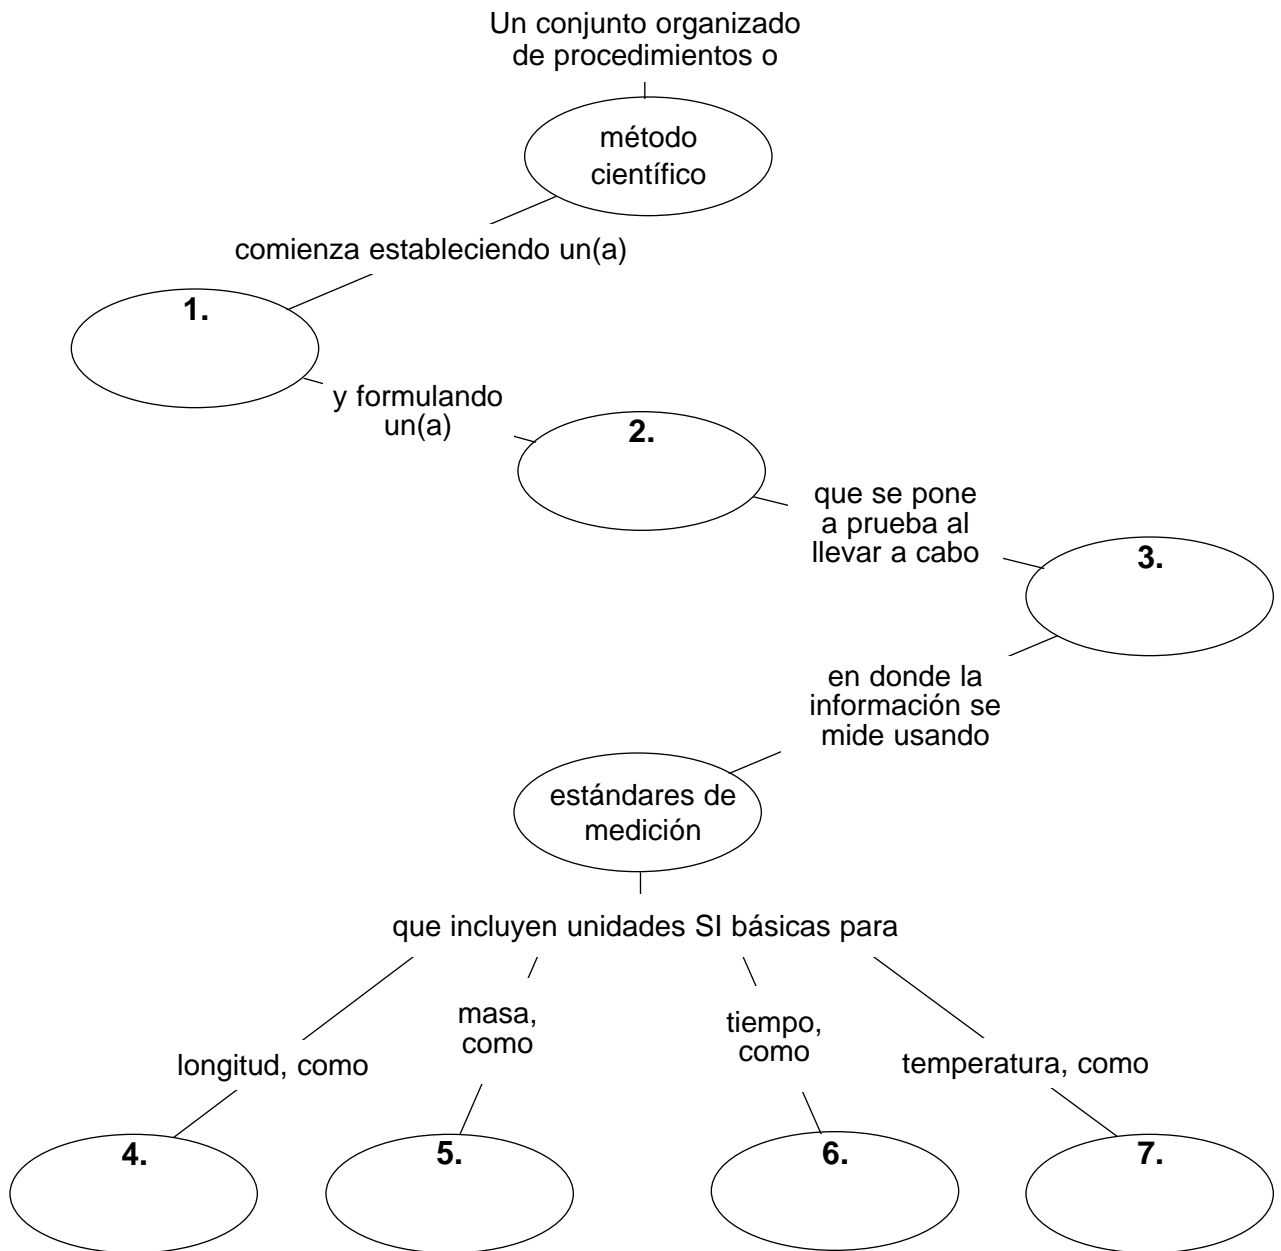 Un conjunto organizado
de procedimientos o
método
científico
comienza estableciendo un(a)
1.
y formulando
un(a)
2.
que se pone
a prueba al
llevar a cabo
3.
en donde la
información se
mide usando
estándares de
medición
que incluyen unidades SI básicas para
longitud, como
masa,
como
tiempo,
como
temperatura, como
4.
5.
6.
7.